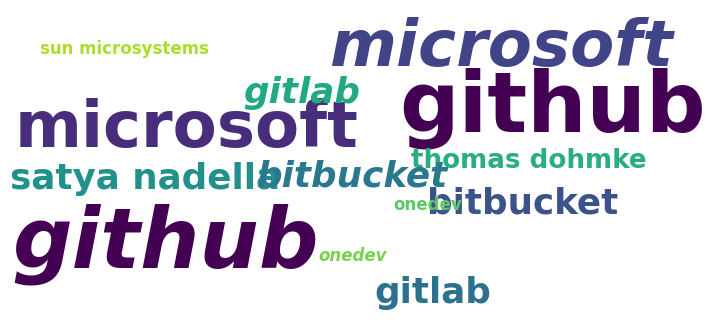 microsoft
sun microsystems
gitlab
github
microsoft
thomas dohmke
satya nadella
bitbucket
onedev
bitbucket
github
onedev
gitlab